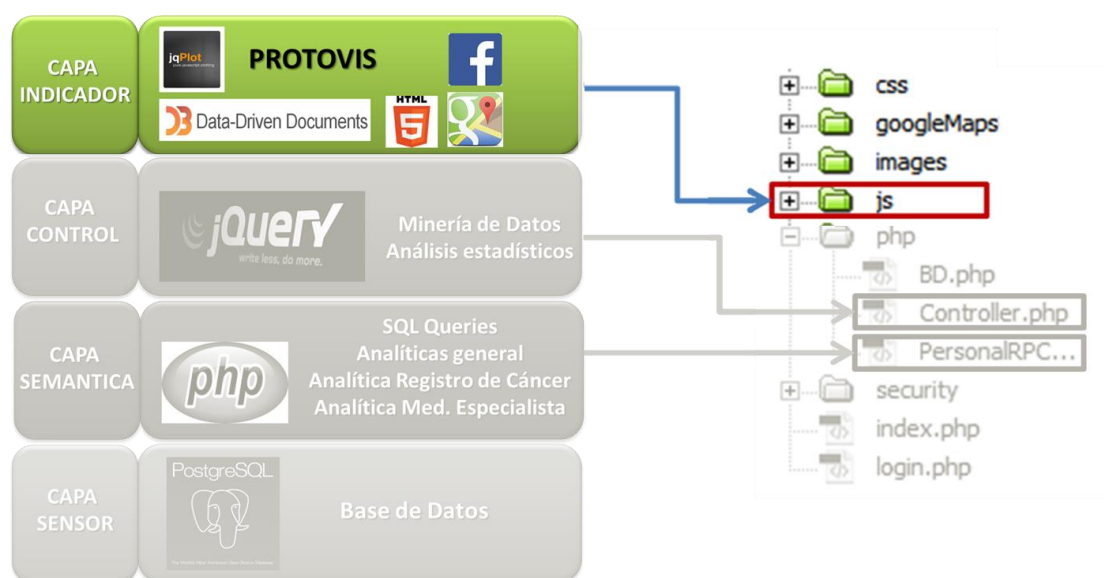 CAPA
INDICADOR
jqPlot
PROTOVIS
f
D3 Data-Driven Documents
HTML
5
g
CAPA
CONTROL
jQuery
write less, do more.
Minería de Datos
Análisis estadísticos
CAPA
SEMANTICA
php
SQL Queries
Analíticas general
Analítica Registro de Cáncer
Analítica Med. Especialista
CAPA
SENSOR
PostgreSQL
Base de Datos
css
googleMaps
images
js
php
BD.php
Controller.php
PersonalRPC...
security
index.php
login.php